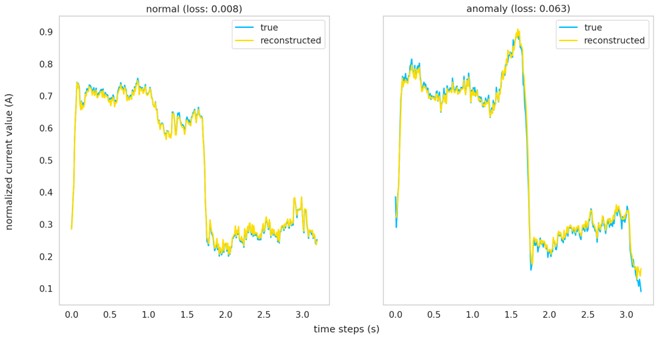 normal (loss: 0.008)
true
reconstructed
anomaly (loss: 0.063)
true
reconstructed
normalized current value (A)
0.9
0.8
0.7
0.6
0.5
0.4
0.3
0.2
0.1
0.0 0.5 1.0 1.5 2.0 2.5 3.0
0.0 0.5 1.0 1.5 2.0 2.5 3.0
time steps (s)